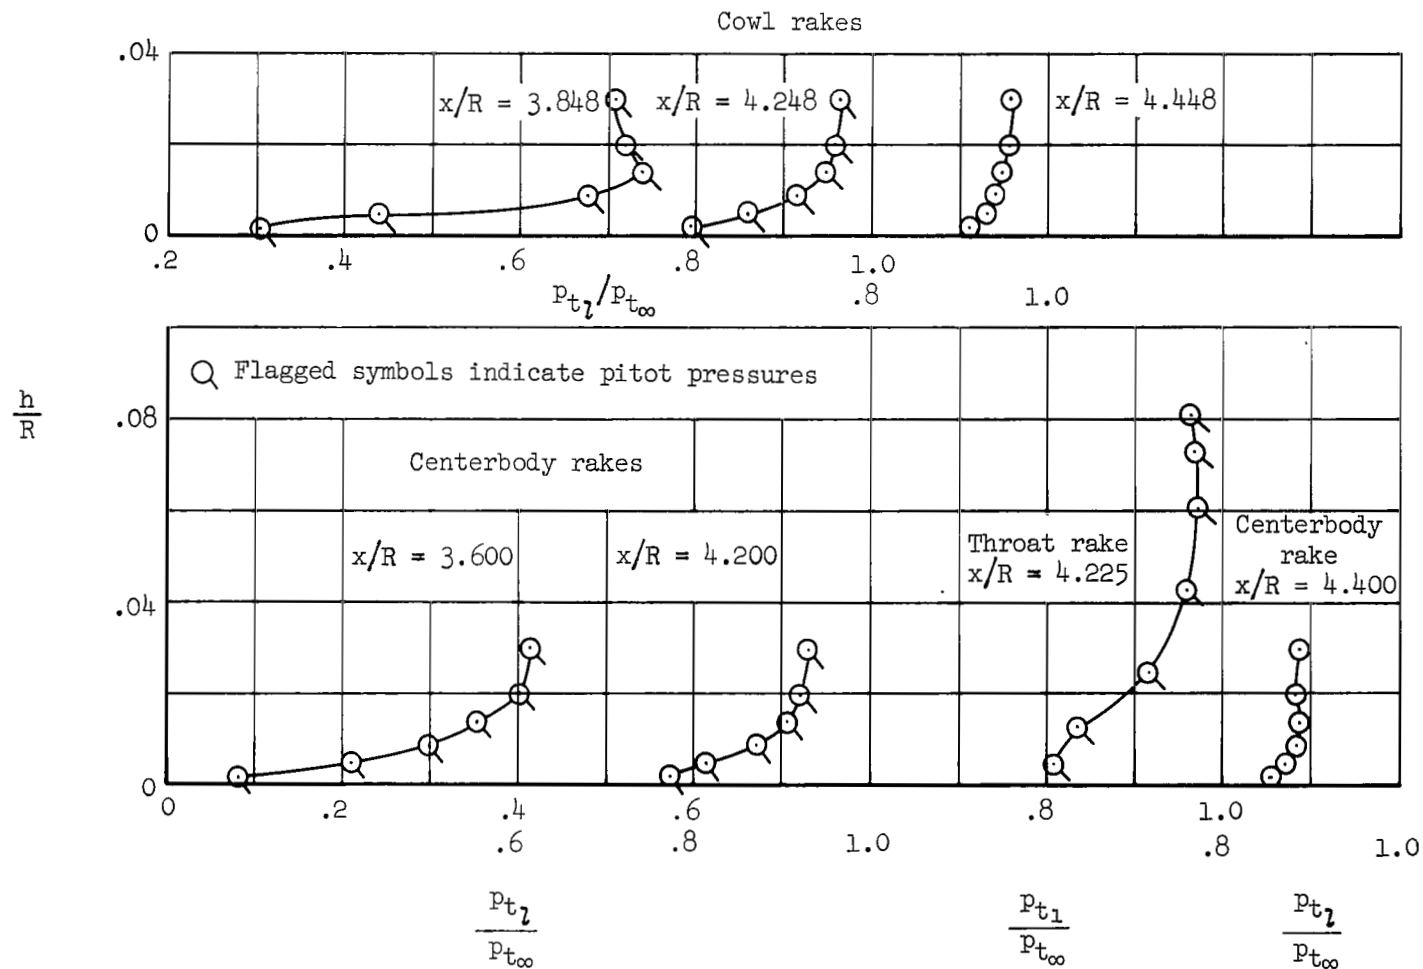 Cowl rakes
.04
x/R = 3.848 x/R = 4.248 x/R = 4.448
0
.2 .4 .6 .8 1.0
.8 1.0
p_{t_l}/p_{t_∞}
Flagged symbols indicate pitot pressures
h/R
.08
Centerbody rakes
x/R = 3.600 x/R = 4.200
Throat rake
x/R = 4.225
Centerbody
rake
x/R = 4.400
.04
0
0 .2 .4 .6 .8 1.0
.6 .8 1.0 .8 1.0
p_{t_l}/p_{t_∞} p_{t_1}/p_{t_∞} p_{t_l}/p_{t_∞}